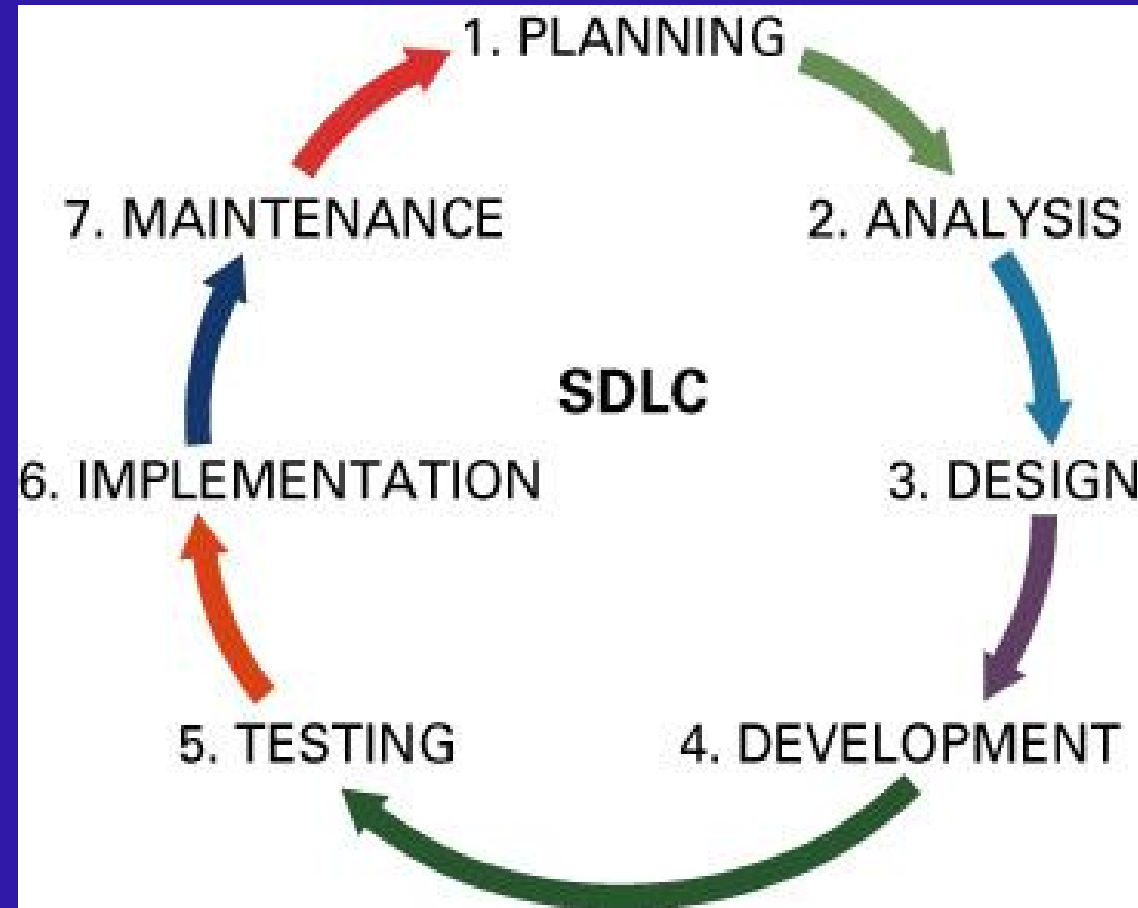 1. PLANNING
2. ANALYSIS
3. DESIGN
4. DEVELOPMENT
5. TESTING
6. IMPLEMENTATION
7. MAINTENANCE
SDLC